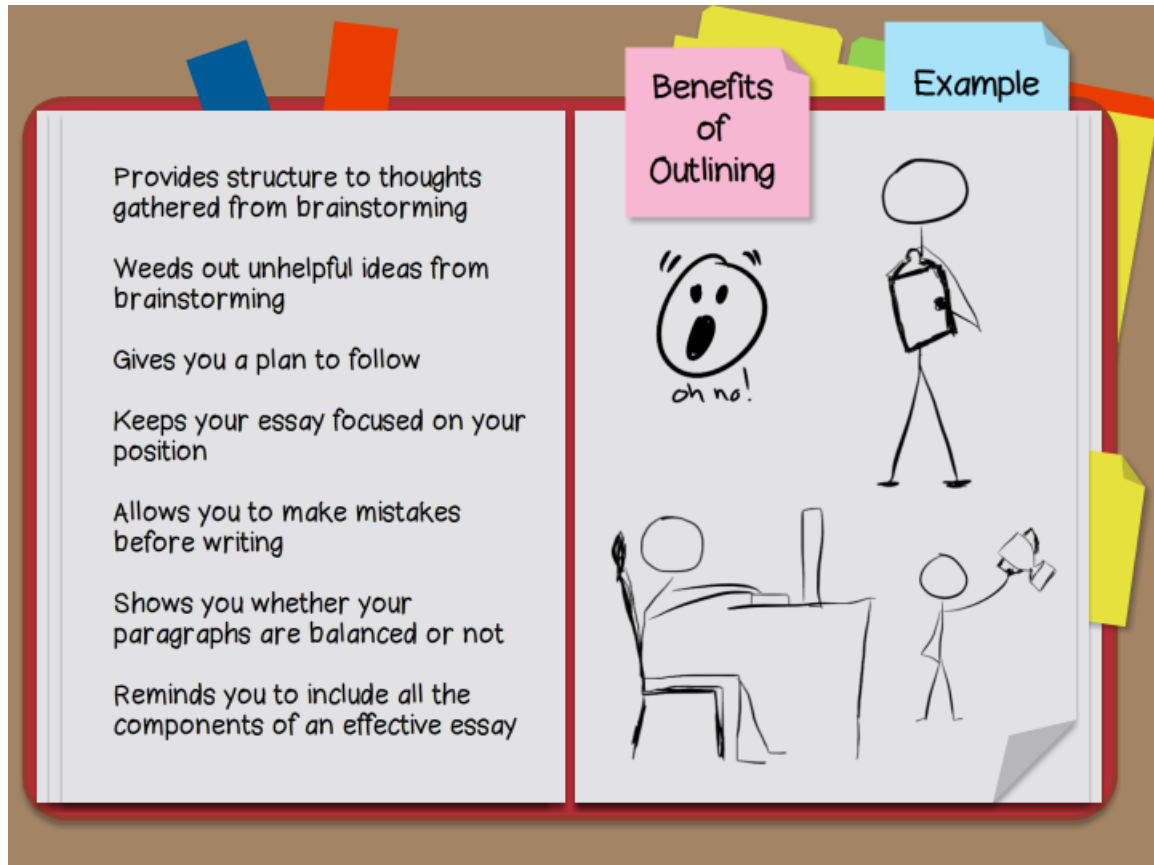 Provides structure to thoughts
gathered from brainstorming
Weeds out unhelpful ideas from
brainstorming
Gives you a plan to follow
Keeps your essay focused on your
position
Allows you to make mistakes
before writing
Shows you whether your
paragraphs are balanced or not
Reminds you to include all the
components of an effective essay
Benefits
of
Outlining
Example
oh no!